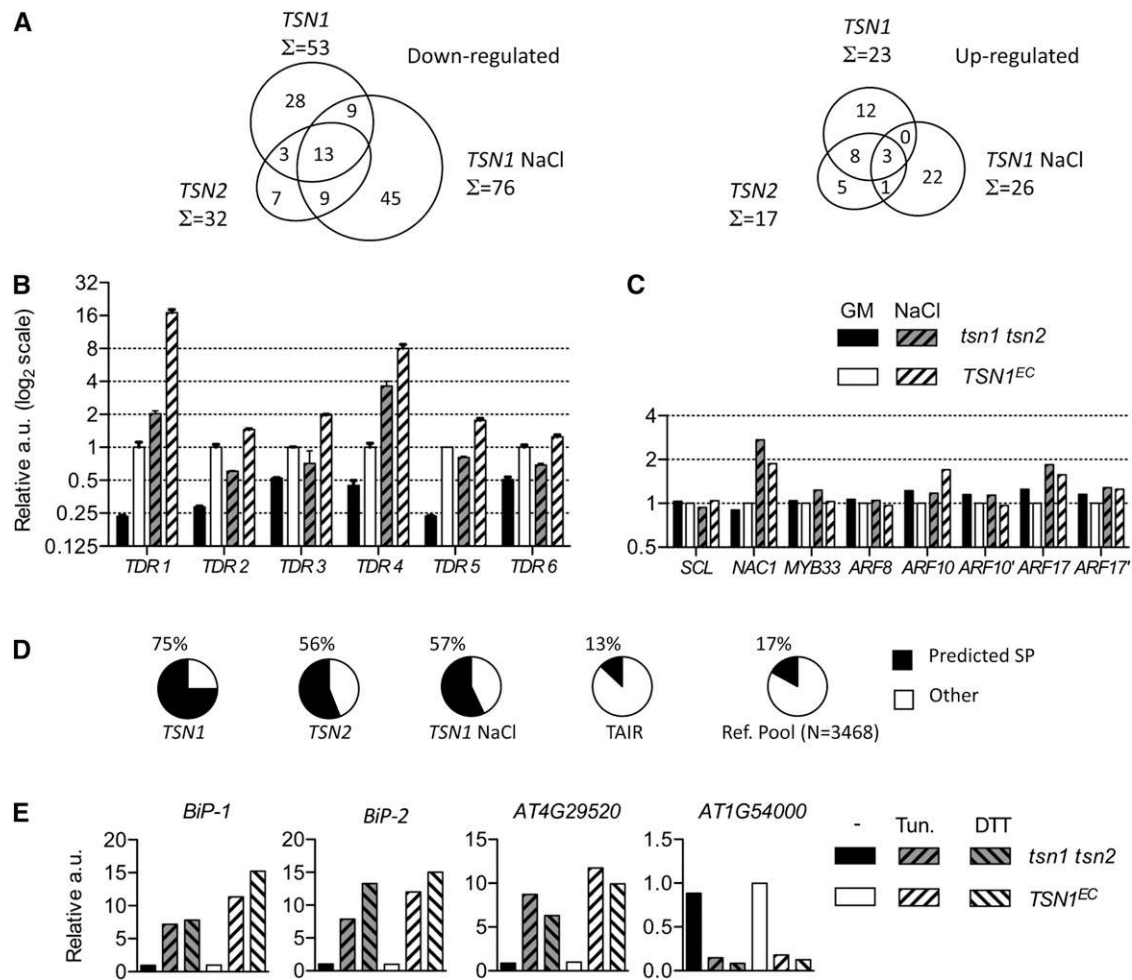 A
TSN1
Σ=53
Down-regulated
28
9
3
13
TSN2
Σ=32
7
9
45
TSN1 NaCl
Σ=76
TSN1
Σ=23
Up-regulated
12
0
8
3
TSN2
Σ=17
5
1
22
TSN1 NaCl
Σ=26
B
Relative a.u. (log2 scale)
32
16
8
4
2
1
0.5
0.25
0.125
TDR 1 TDR 2 TDR 3 TDR 4 TDR 5 TDR 6
C
GM NaCl
tsn1 tsn2
TSN1EC
4
2
1
0.5
SCL NAC1 MYB33 ARF8 ARF10 ARF10' ARF17 ARF17'
D
75% 56% 57% 13% 17%
Predicted SP
Other
TSN1 TSN2 TSN1 NaCl TAIR Ref. Pool (N=3468)
E
BiP-1 BiP-2 AT4G29520 AT1G54000
Relative a.u.
20
15
10
5
0
20
15
10
5
0
15
10
5
0
1.5
1.0
0.5
0.0
- Tun. DTT
tsn1 tsn2
TSN1EC